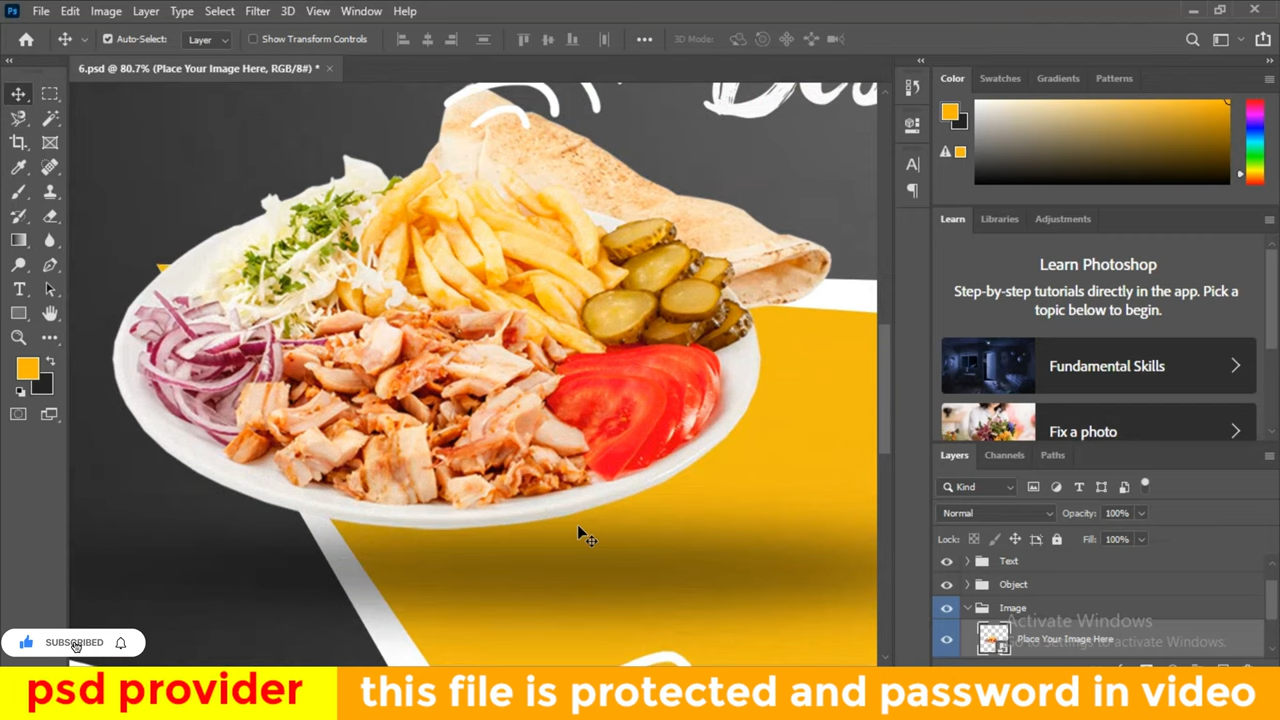 Ps File Edit Image Layer Type Select Filter 3D View Window Help
Auto-Select: Layer Show Transform Controls 3D Mode:
6.psd @ 80.7% (Place Your Image Here, RGB/8#) *
Color Swatches Gradients Patterns
Learn Libraries Adjustments
Learn Photoshop
Step-by-step tutorials directly in the app. Pick a
topic below to begin.
Fundamental Skills
Fix a photo
Layers Channels Paths
Kind
Normal Opacity: 100%
Lock: Fill: 100%
Text
Object
Image
Activate Windows
Place Your Image Here
Go to Settings to activate Windows.
SUBSCRIBED
psd provider
this file is protected and password in video